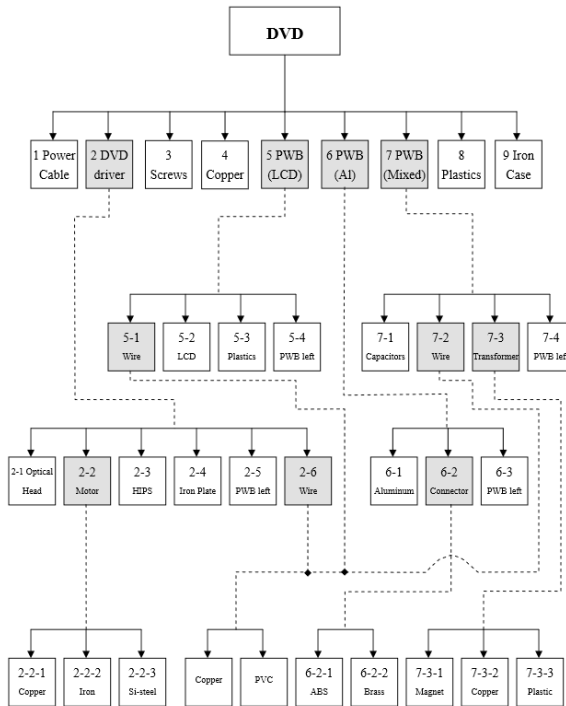 DVD
1 Power
Cable
2 DVD
driver
3
Screws
4
Copper
5 PWB
(LCD)
6 PWB
(Al)
7 PWB
(Mixed)
8
Plastics
9 Iron
Case
5-1
Wire
5-2
LCD
5-3
Plastics
5-4
PWB left
7-1
Capacitors
7-2
Wire
7-3
Transformer
7-4
PWB left
2-1 Optical
Head
2-2
Motor
2-3
HIPS
2-4
Iron Plate
2-5
PWB left
2-6
Wire
6-1
Aluminum
6-2
Connector
6-3
PWB left
2-2-1
Copper
2-2-2
Iron
2-2-3
Si-steel
Copper
PVC
6-2-1
ABS
6-2-2
Brass
7-3-1
Magnet
7-3-2
Copper
7-3-3
Plastic